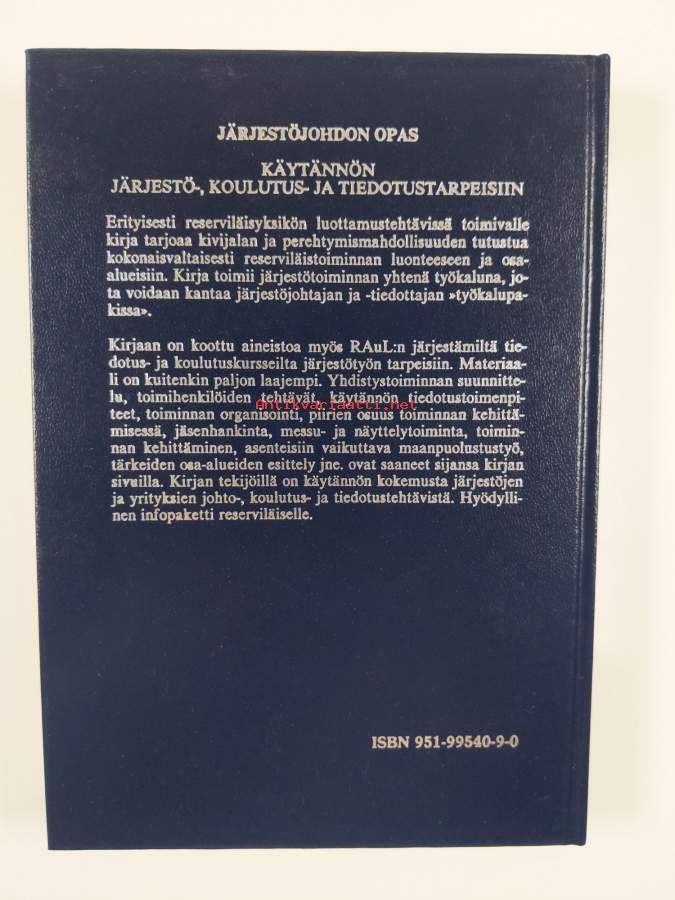 JÄRJESTÖJOHDON OPAS
KÄYTÄNNÖN
JÄRJESTÖ-, KOULUTUS- JA TIEDOTUSTARPEISIIN
Erityisesti reserviläisyksikön luottamustehtävissä toimivalle
kirja tarjoaa kivijalan ja perehtymismahdollisuuden tutustua
kokonaisvaltaisesti reserviläistoiminnan luonteeseen ja osa-
alueisiin. Kirja toimii järjestötoiminnan yhtenä työkaluna, jo-
ta voidaan kantaa järjestöjohtajan ja -tiedottajan »työkalupa-
kissa».
Kirjaan on koottu aineistoa myös RAuL:n järjestämiltä tie-
dotus- ja koulutuskursseilta järjestötyön tarpeisiin. Materiaa-
li on kuitenkin paljon laajempi. Yhdistystoiminnan suunnitte-
lu, toimihenkilöiden tehtävät, käytännön tiedotustoimenpi-
teet, toiminnan organisointi, piirien osuus toiminnan kehittä-
misessä, jäsenhankinta, messu- ja näyttelytoiminta, toimin-
nan kehittäminen, asenteisiin vaikuttava maanpuolustustyö,
tärkeiden osa-alueiden esittely jne. ovat saaneet sijansa kirjan
sivuilla. Kirjan tekijöillä on käytännön kokemusta järjestöjen
ja yrityksien johto-, koulutus- ja tiedotustehtävistä. Hyödylli-
nen infopaketti reserviläiselle.
antikvariaatti.net
ISBN 951-99540-9-0